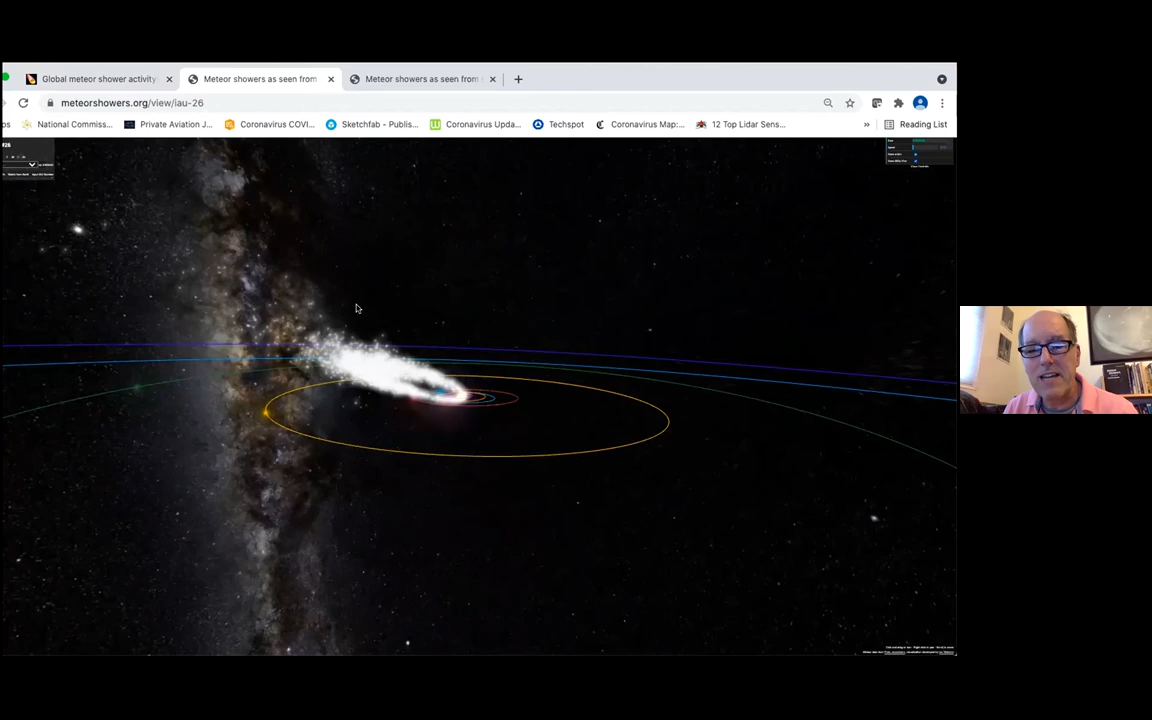 Global meteor shower activity
Meteor showers as seen from
Meteor showers as seen from
meteorshowers.org/view/iau-26
ps National Commiss... Private Aviation J... Coronavirus COVI... Sketchfab - Publis... Coronavirus Upda... Techspot Coronavirus Map:... 12 Top Lidar Sens... » Reading List
#26